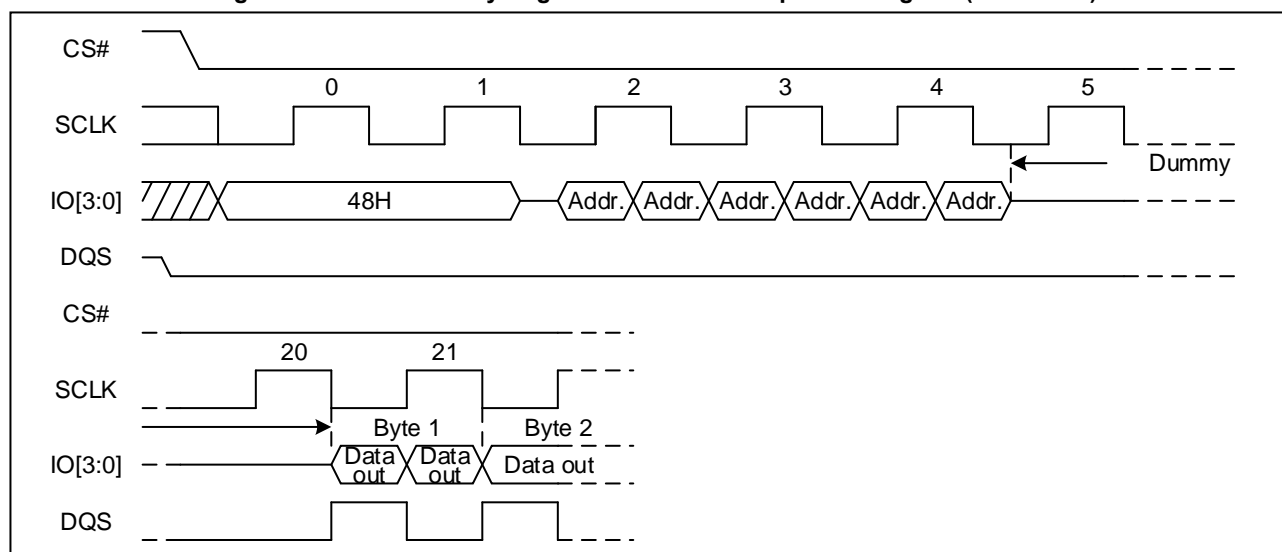 CS#
0 1 2 3 4 5
SCLK
Dummy
IO[3:0] 48H Addr. Addr. Addr. Addr. Addr. Addr.
DQS
CS#
20 21
SCLK
Byte 1 Byte 2
IO[3:0] Data out Data out Data out
DQS